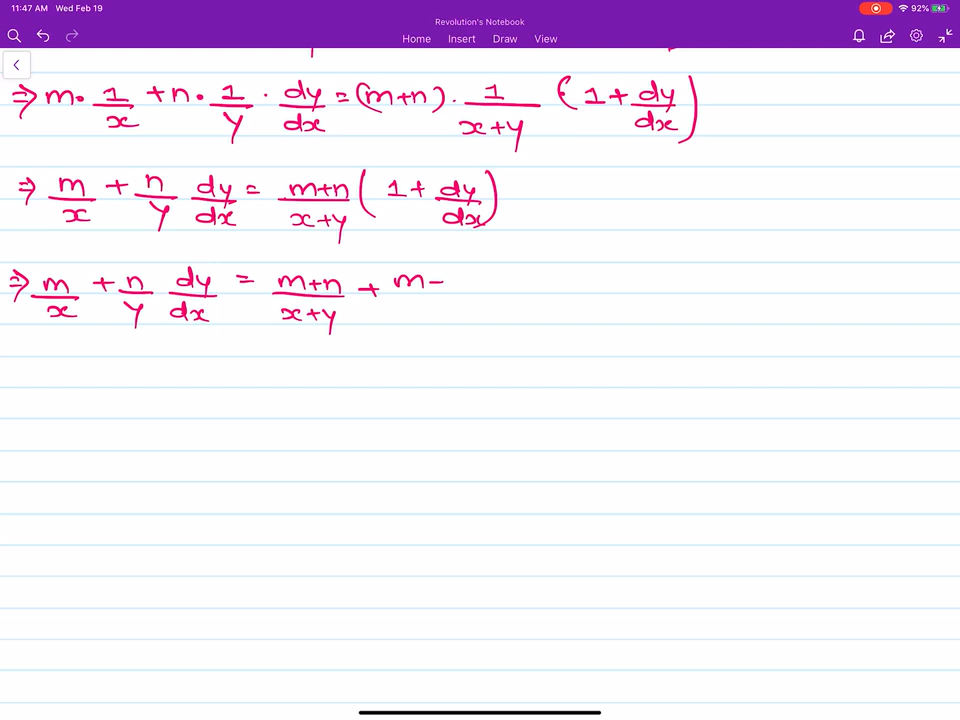 11:47 AM Wed Feb 19 92%
Revolution's Notebook
Home Insert Draw View
⇒ m • 1/x + n • 1/y · dy/dx = (m+n) · 1/(x+y) (1 + dy/dx)
⇒ m/x + n/y dy/dx = m+n/x+y (1 + dy/dx)
⇒ m/x + n/y dy/dx = m+n/x+y + m-